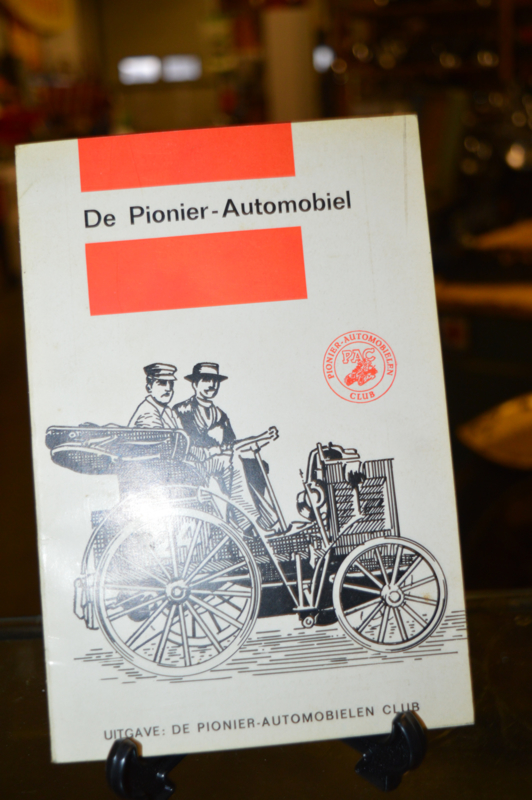 De Pionier-Automobiel
PIONIER-AUTOMOBIELEN
PAC
CLUB
UITGAVE: DE PIONIER-AUTOMOBIELEN CLUB